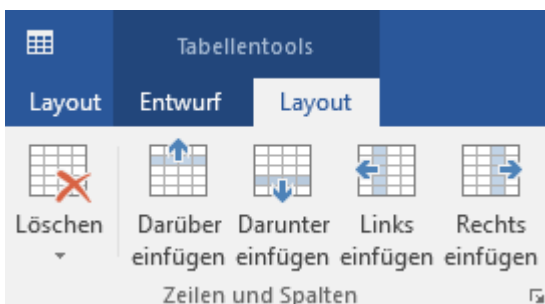 Tabellentools
Layout Entwurf Layout
Löschen Darüber Darunter Links Rechts
einfügen einfügen einfügen einfügen
Zeilen und Spalten